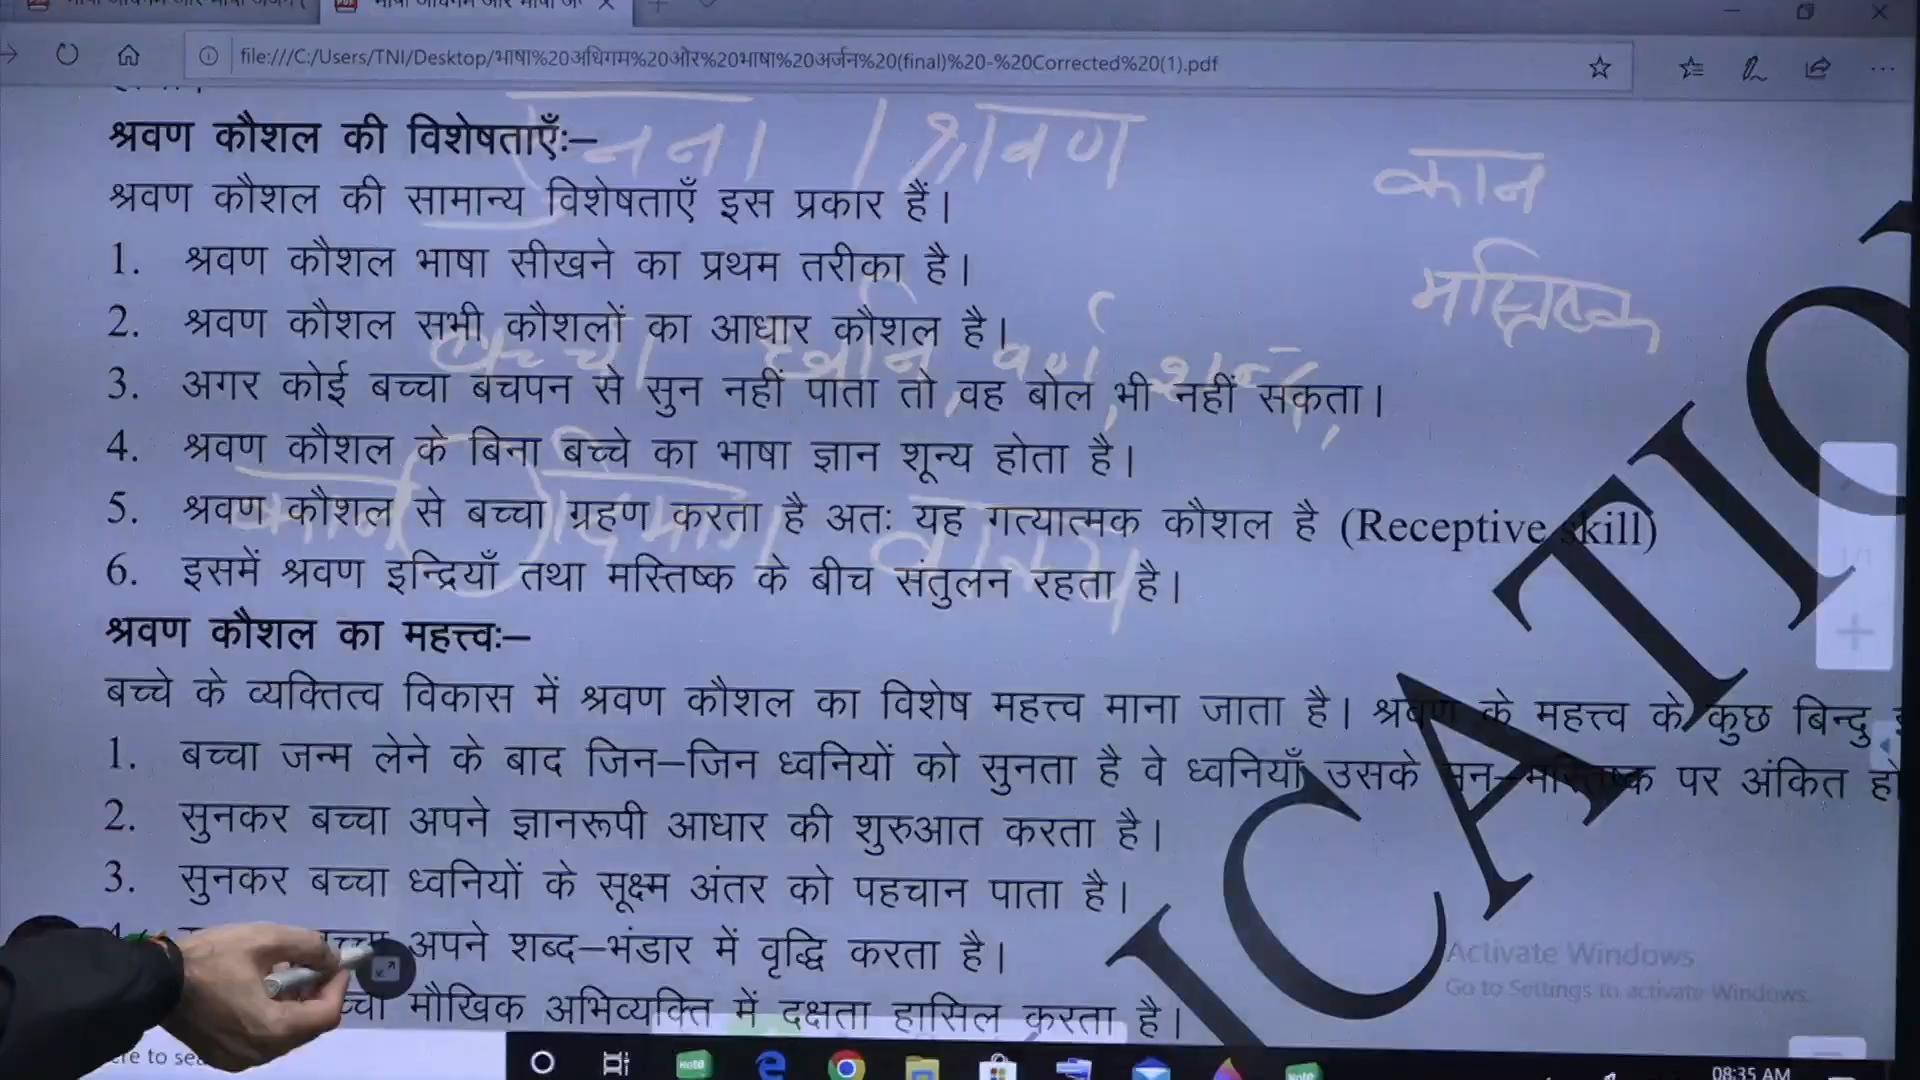 file:///C:/Users/TNI/Desktop/भाषा%20अधिगम%20ओर%20भाषा%20अर्जन%20(final)%20-%20Corrected%20(1).pdf
श्रवण कौशल की विशेषताएँः–
नना / श्रवण
कान
श्रवण कौशल की सामान्य विशेषताएँ इस प्रकार हैं।
1. श्रवण कौशल भाषा सीखने का प्रथम तरीका है।
मस्तिष्क
2. श्रवण कौशल सभी कौशलों का आधार कौशल है।
बच्चा ध्वनि, वर्ण, शब्द,
3. अगर कोई बच्चा बचपन से सुन नहीं पाता तो वह बोल भी नहीं सकता।
4. श्रवण कौशल के बिना बच्चे का भाषा ज्ञान शून्य होता है।
5. श्रवण कौशल से बच्चा ग्रहण करता है अतः यह गत्यात्मक कौशल है (Receptive skill)
कान दिमाग वाक्य
6. इसमें श्रवण इन्द्रियाँ तथा मस्तिष्क के बीच संतुलन रहता है।
श्रवण कौशल का महत्त्वः–
बच्चे के व्यक्तित्व विकास में श्रवण कौशल का विशेष महत्त्व माना जाता है। श्रवण के महत्त्व के कुछ बिन्दु
1. बच्चा जन्म लेने के बाद जिन–जिन ध्वनियों को सुनता है वे ध्वनियाँ उसके मन–मस्तिष्क पर अंकित हो
2. सुनकर बच्चा अपने ज्ञानरूपी आधार की शुरुआत करता है।
3. सुनकर बच्चा ध्वनियों के सूक्ष्म अंतर को पहचान पाता है।
अपने शब्द–भंडार में वृद्धि करता है।
Activate Windows
Go to Settings to activate Windows.
मौखिक अभिव्यक्ति में दक्षता हासिल करता है।
ICATIO
08:35 AM